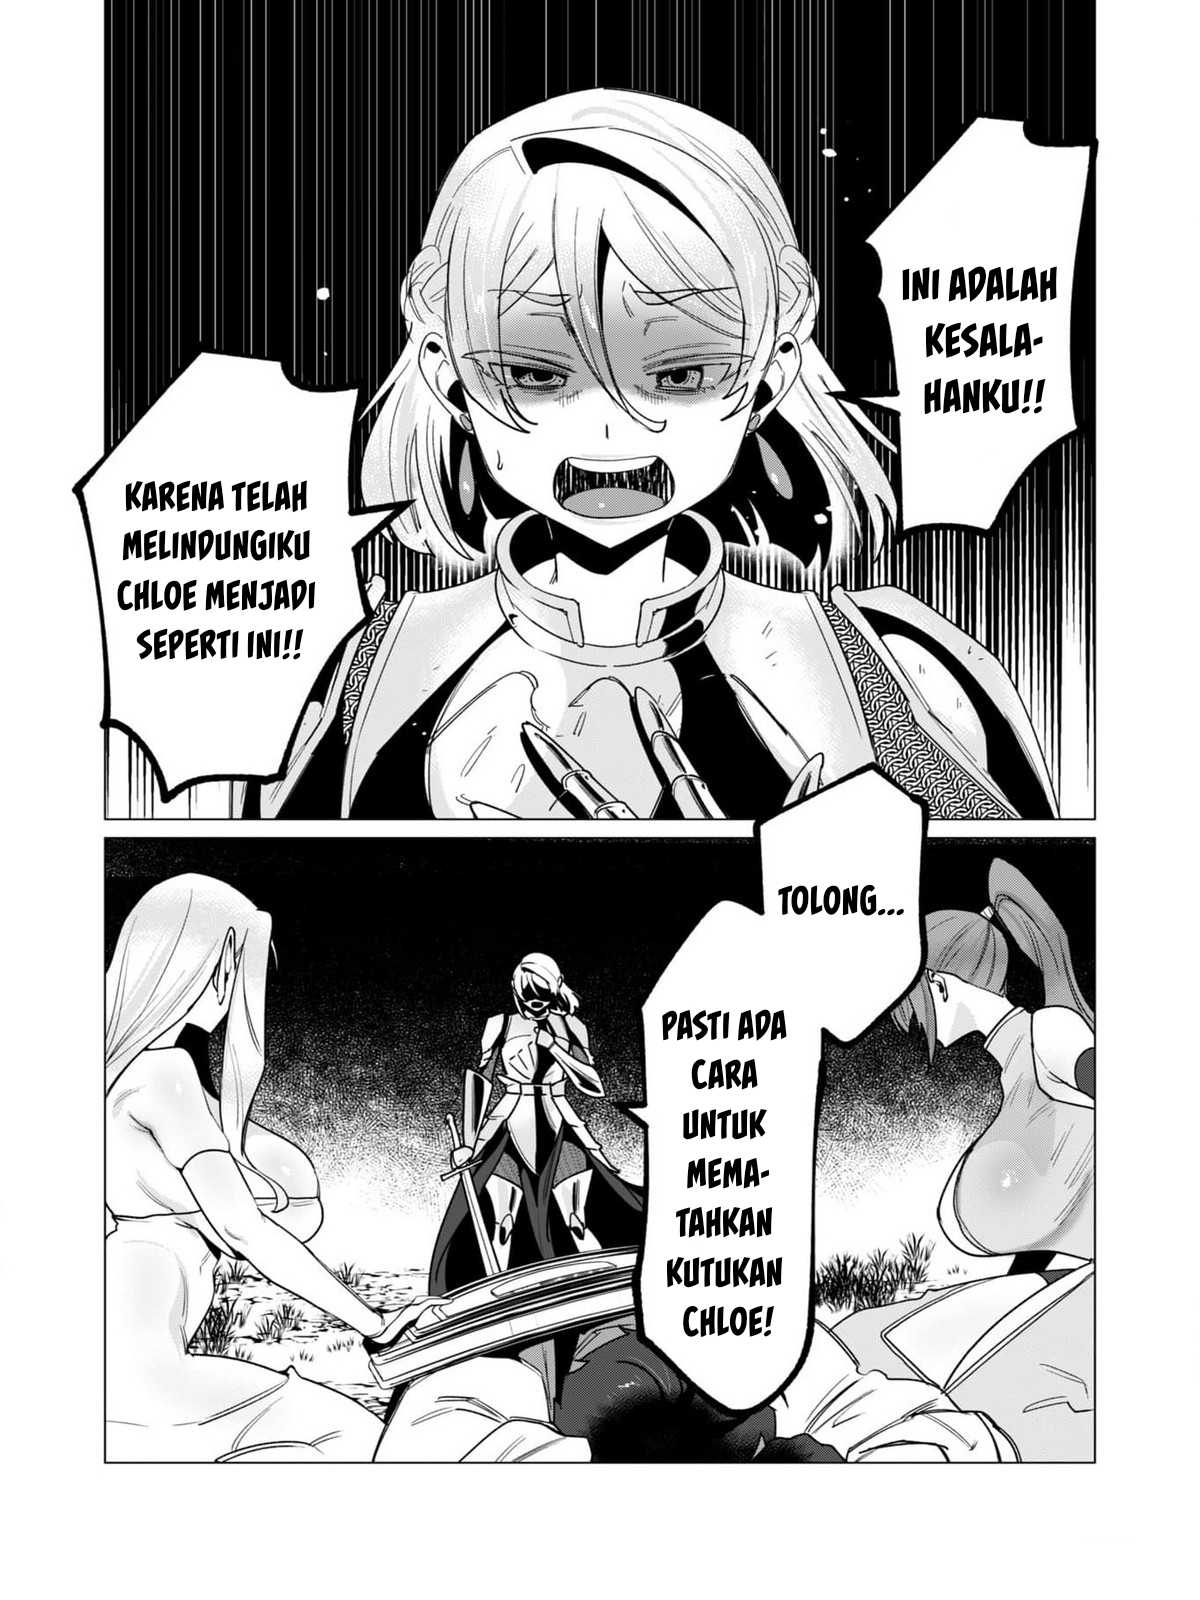 INI ADALAH
KESALA-
HANKU!!
KARENA TELAH
MELINDUNGIKU
CHLOE MENJADI
SEPERTI INI!!
TOLONG...
PASTI ADA
CARA
UNTUK
MEMA-
TAHKAN
KUTUKAN
CHLOE!